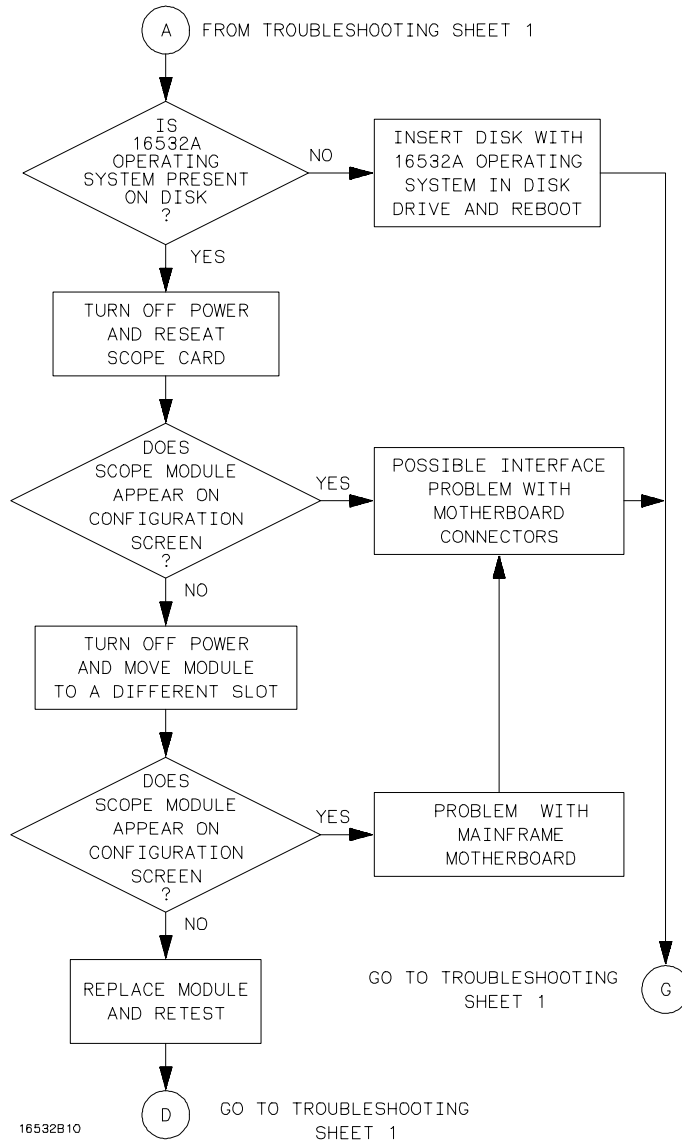 A FROM TROUBLESHOOTING SHEET 1
IS
16532A
OPERATING
SYSTEM PRESENT
ON DISK
?
NO
INSERT DISK WITH
16532A OPERATING
SYSTEM IN DISK
DRIVE AND REBOOT
YES
TURN OFF POWER
AND RESEAT
SCOPE CARD
DOES
SCOPE MODULE
APPEAR ON
CONFIGURATION
SCREEN
?
YES
POSSIBLE INTERFACE
PROBLEM WITH
MOTHERBOARD
CONNECTORS
NO
TURN OFF POWER
AND MOVE MODULE
TO A DIFFERENT SLOT
DOES
SCOPE MODULE
APPEAR ON
CONFIGURATION
SCREEN
?
YES
PROBLEM WITH
MAINFRAME
MOTHERBOARD
NO
REPLACE MODULE
AND RETEST
GO TO TROUBLESHOOTING
SHEET 1
G
D
GO TO TROUBLESHOOTING
SHEET 1
16532B10